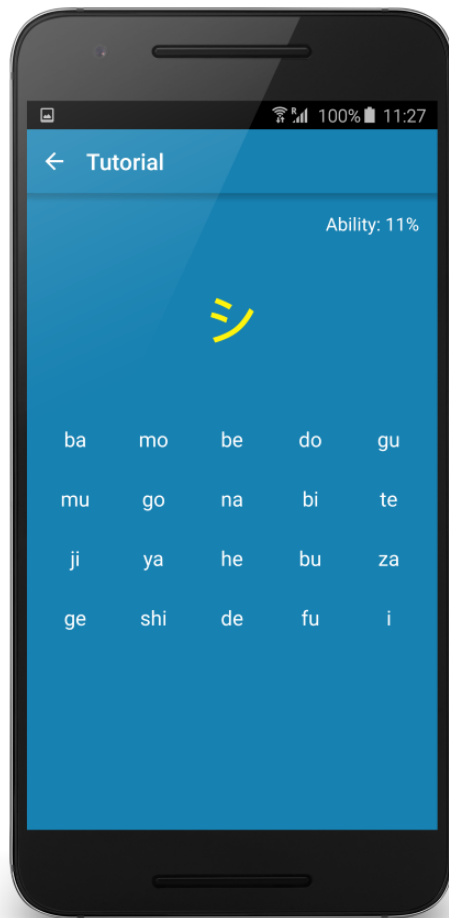 R 100% 11:27
← Tutorial
Ability: 11%
シ
ba mo be do gu
mu go na bi te
ji ya he bu za
ge shi de fu i